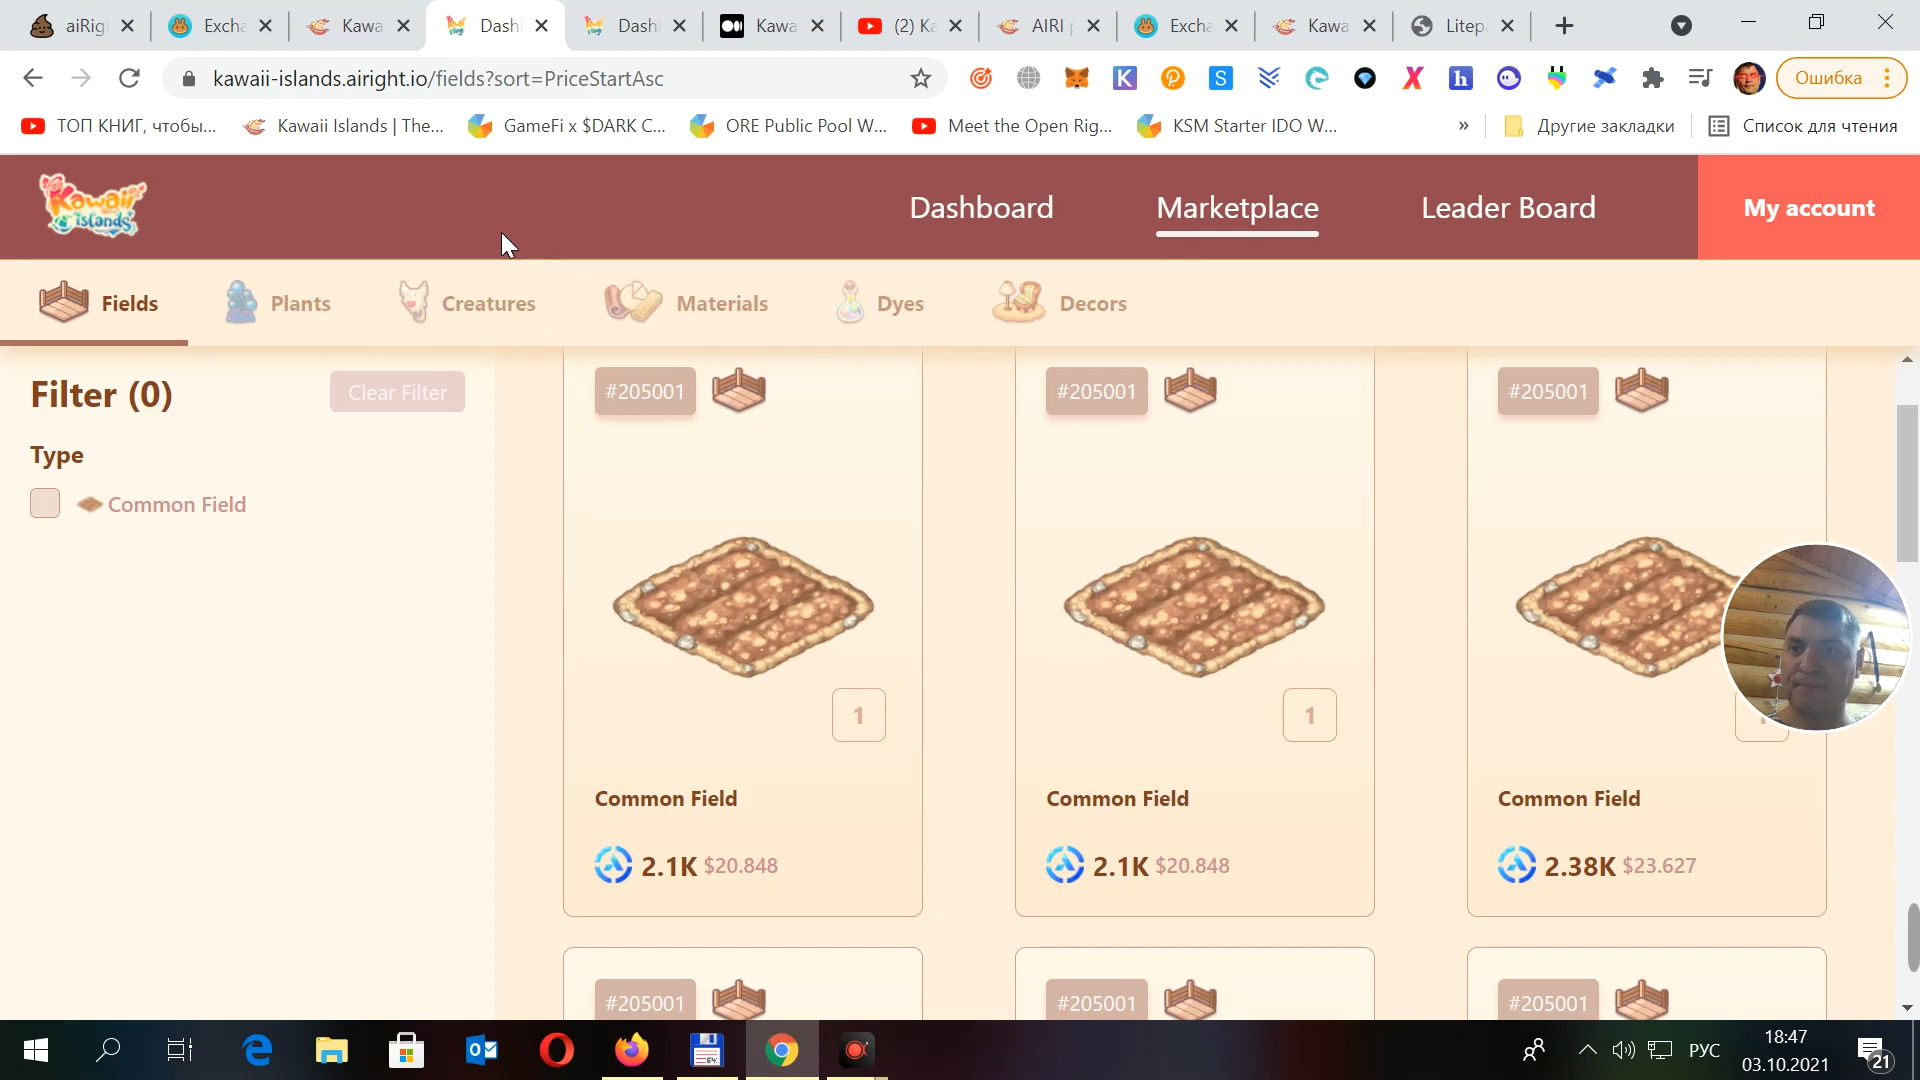 aiRig
Excha
Kawa
Dash
Dash
Kawa
(2) Ka
AIRI p
Excha
Kawa
Litep
kawaii-islands.airight.io/fields?sort=PriceStartAsc
Ошибка
ТОП КНИГ, чтобы...
Kawaii Islands | The...
GameFi x $DARK C...
ORE Public Pool W...
Meet the Open Rig...
KSM Starter IDO W...
»
Другие закладки
Список для чтения
Kawaii islands
Dashboard
Marketplace
Leader Board
My account
Fields
Plants
Creatures
Materials
Dyes
Decors
Filter (0)
Clear Filter
Type
Common Field
#205001
#205001
#205001
1
1
Common Field
Common Field
Common Field
2.1K $20.848
2.1K $20.848
2.38K $23.627
#205001
#205001
#205001
РУС
18:47
03.10.2021
21